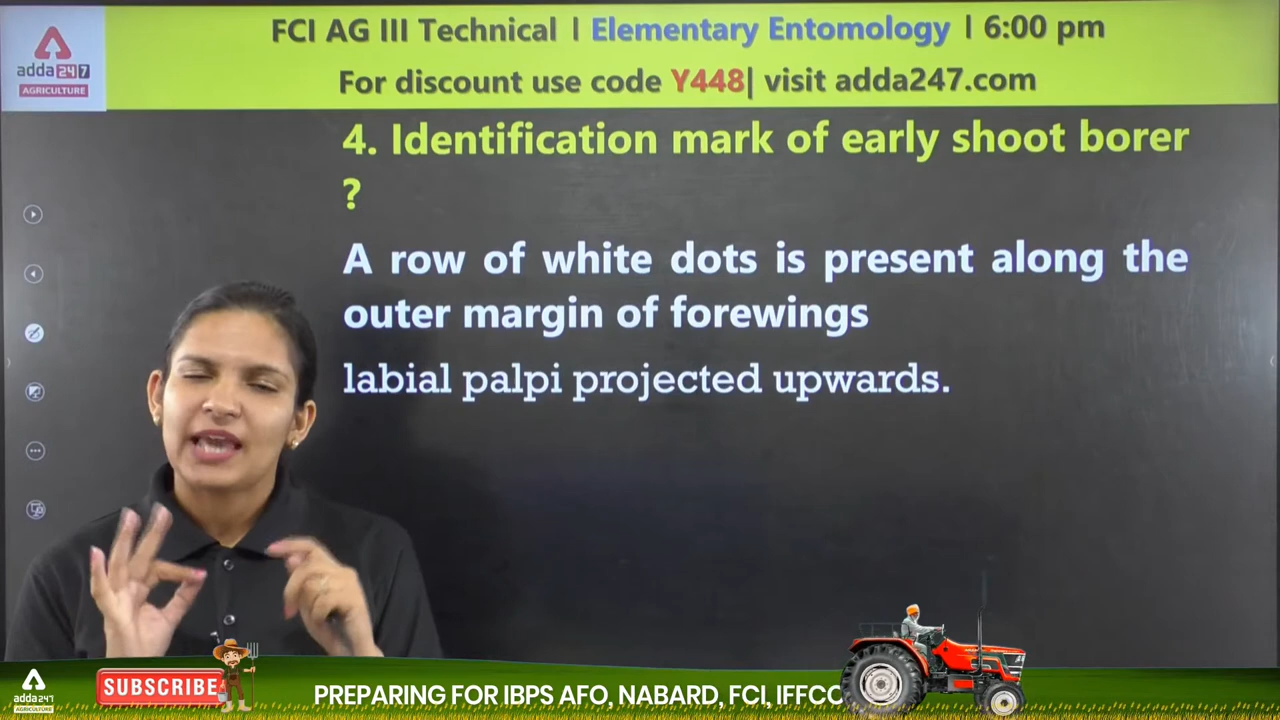 FCI AG III Technical | Elementary Entomology | 6:00 pm
For discount use code Y448| visit adda247.com
adda247
AGRICULTURE
4. Identification mark of early shoot borer
?
A row of white dots is present along the
outer margin of forewings
labial palpi projected upwards.
adda247
AGRICULTURE
SUBSCRIBE
PREPARING FOR IBPS AFO, NABARD, FCI, IFFCO